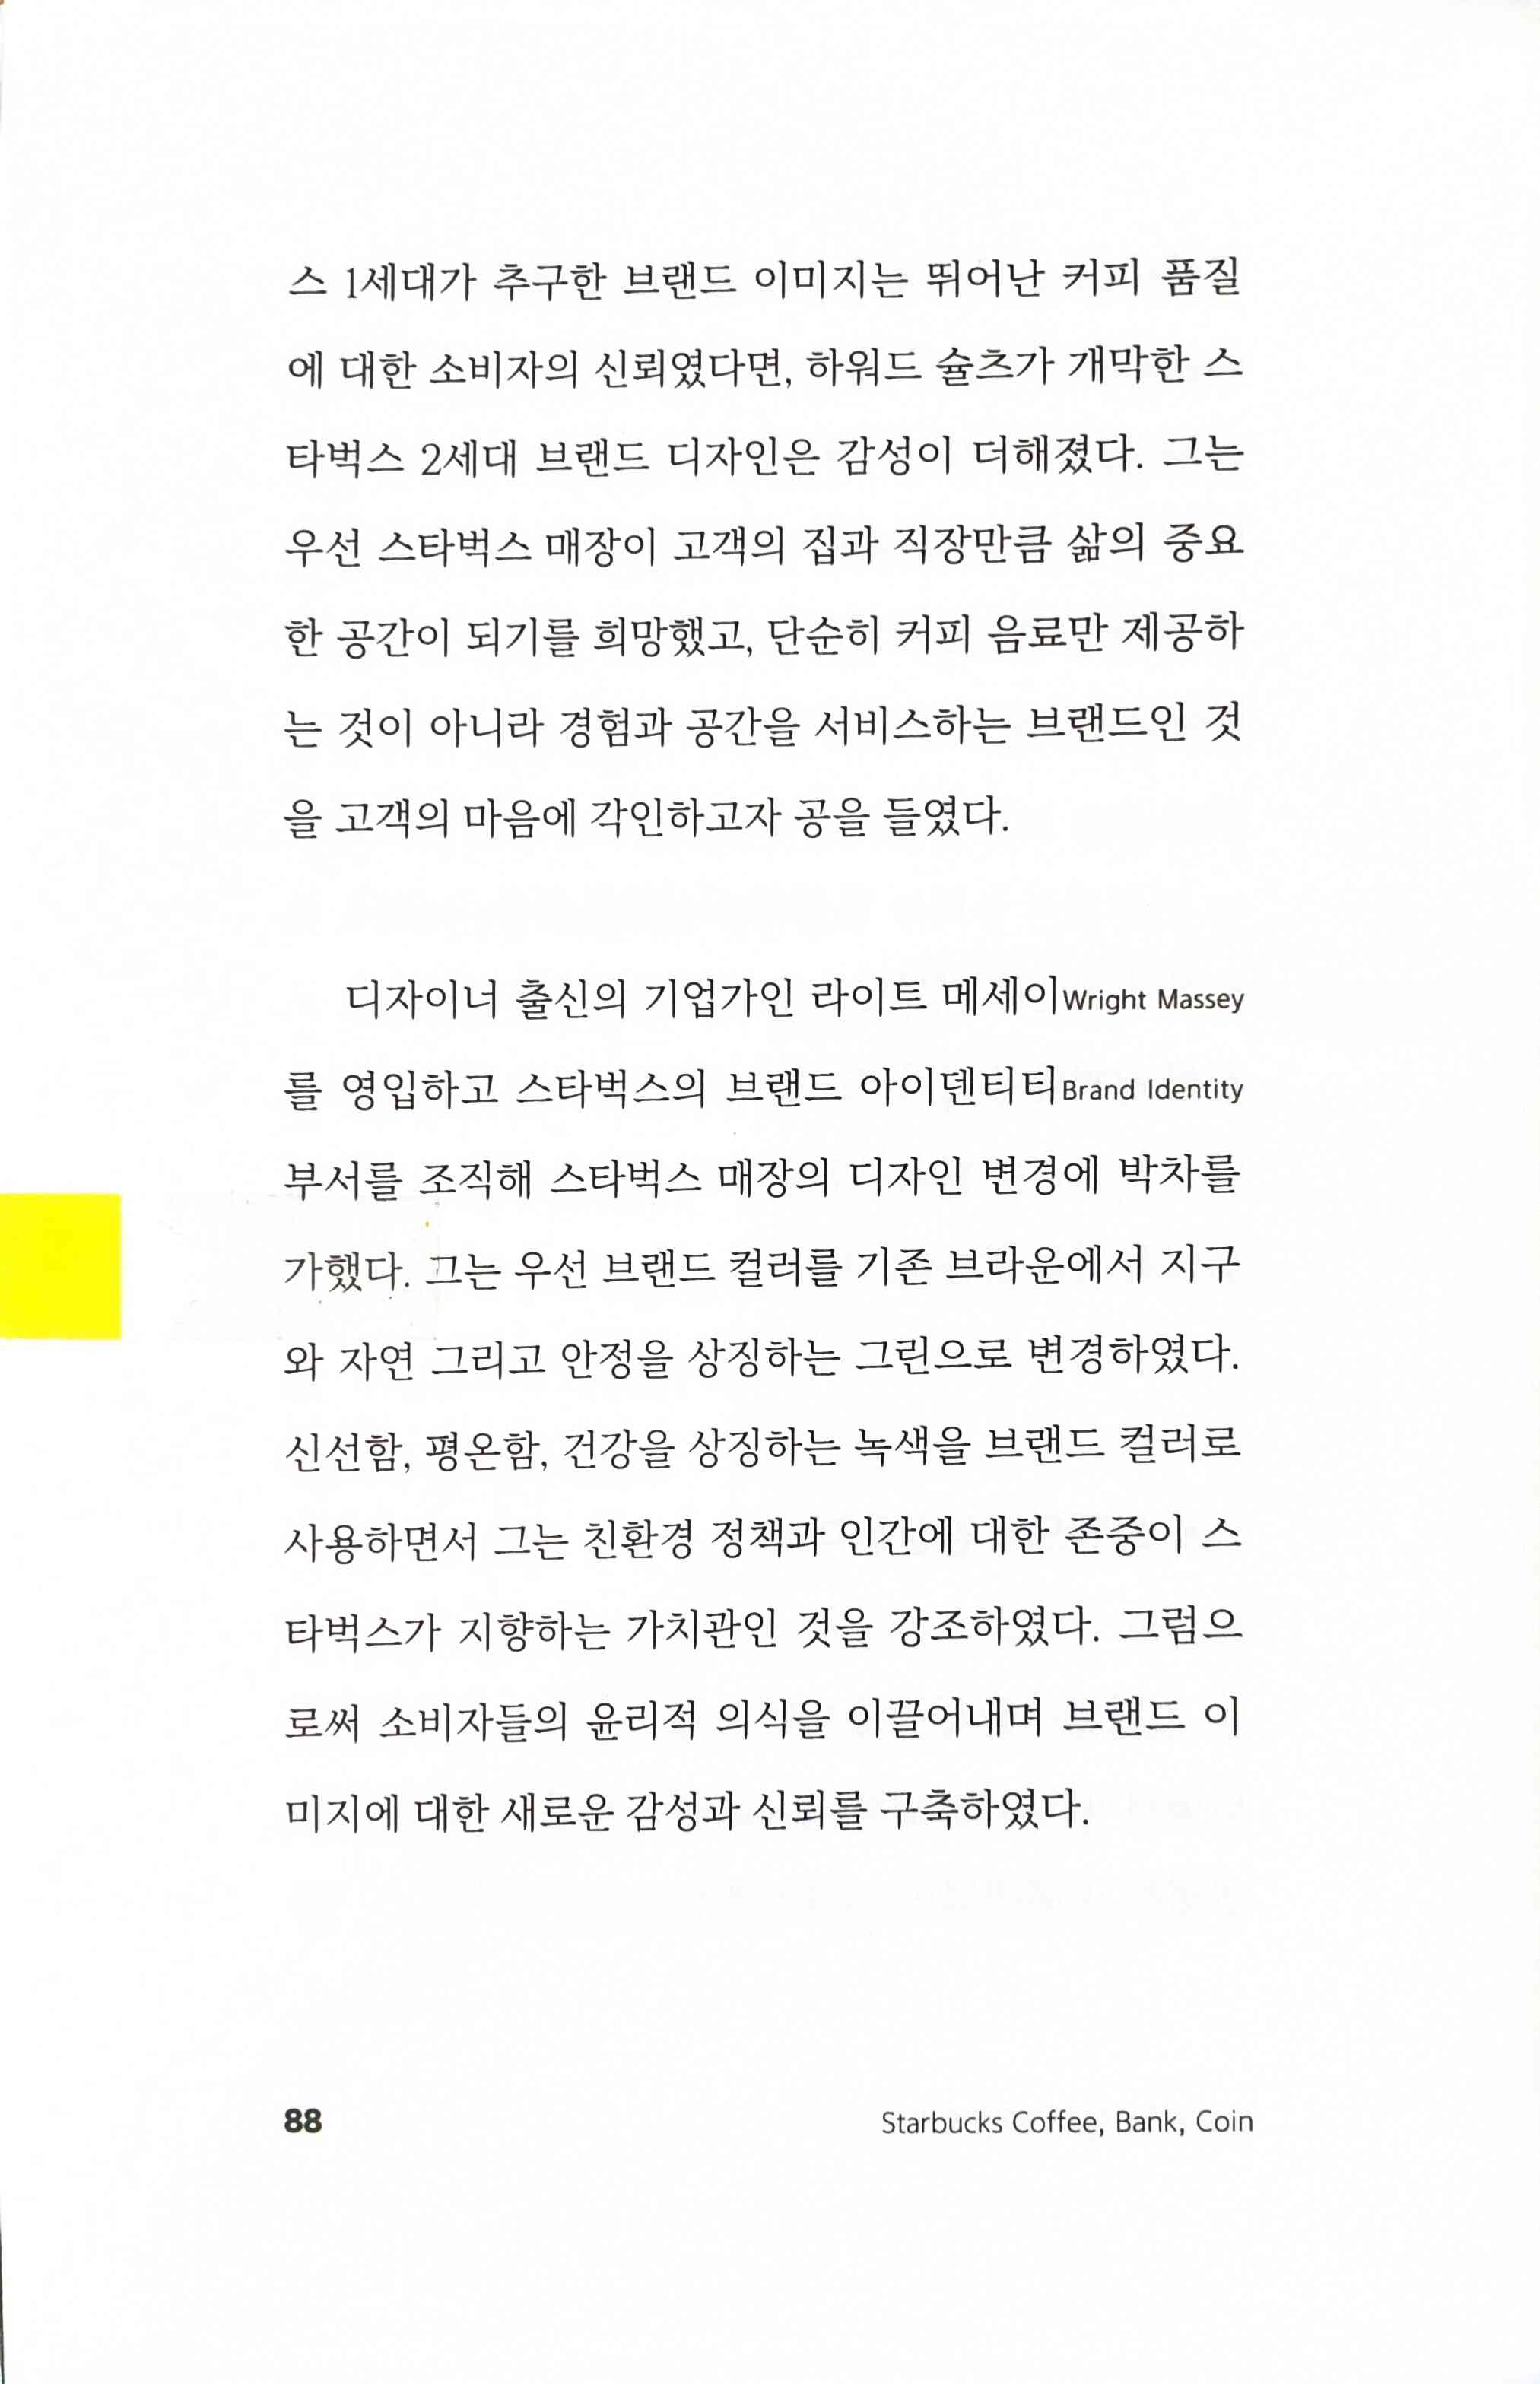 스 1세대가 추구한 브랜드 이미지는 뛰어난 커피 품질
에 대한 소비자의 신뢰였다면, 하워드 슐츠가 개막한 스
타벅스 2세대 브랜드 디자인은 감성이 더해졌다. 그는
우선 스타벅스 매장이 고객의 집과 직장만큼 삶의 중요
한 공간이 되기를 희망했고, 단순히 커피 음료만 제공하
는 것이 아니라 경험과 공간을 서비스하는 브랜드인 것
을 고객의 마음에 각인하고자 공을 들였다.
디자이너 출신의 기업가인 라이트 메세이Wright Massey
를 영입하고 스타벅스의 브랜드 아이덴티티Brand Identity
부서를 조직해 스타벅스 매장의 디자인 변경에 박차를
가했다. 그는 우선 브랜드 컬러를 기존 브라운에서 지구
와 자연 그리고 안정을 상징하는 그린으로 변경하였다.
신선함, 평온함, 건강을 상징하는 녹색을 브랜드 컬러로
사용하면서 그는 친환경 정책과 인간에 대한 존중이 스
타벅스가 지향하는 가치관인 것을 강조하였다. 그럼으
로써 소비자들의 윤리적 의식을 이끌어내며 브랜드 이
미지에 대한 새로운 감성과 신뢰를 구축하였다.
88 Starbucks Coffee, Bank, Coin